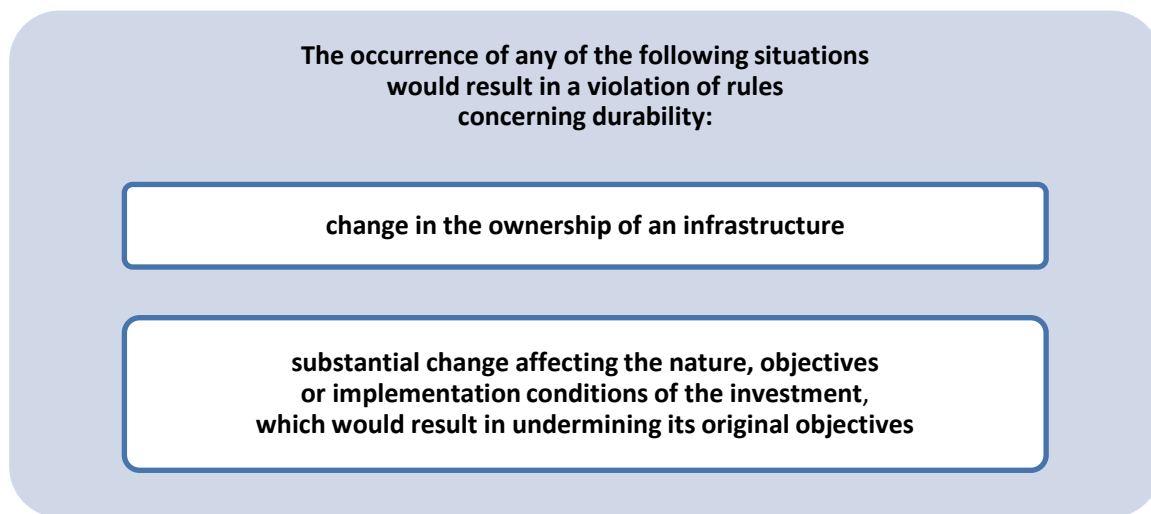 The occurrence of any of the following situations
would result in a violation of rules
concerning durability:
change in the ownership of an infrastructure
substantial change affecting the nature, objectives
or implementation conditions of the investment,
which would result in undermining its original objectives